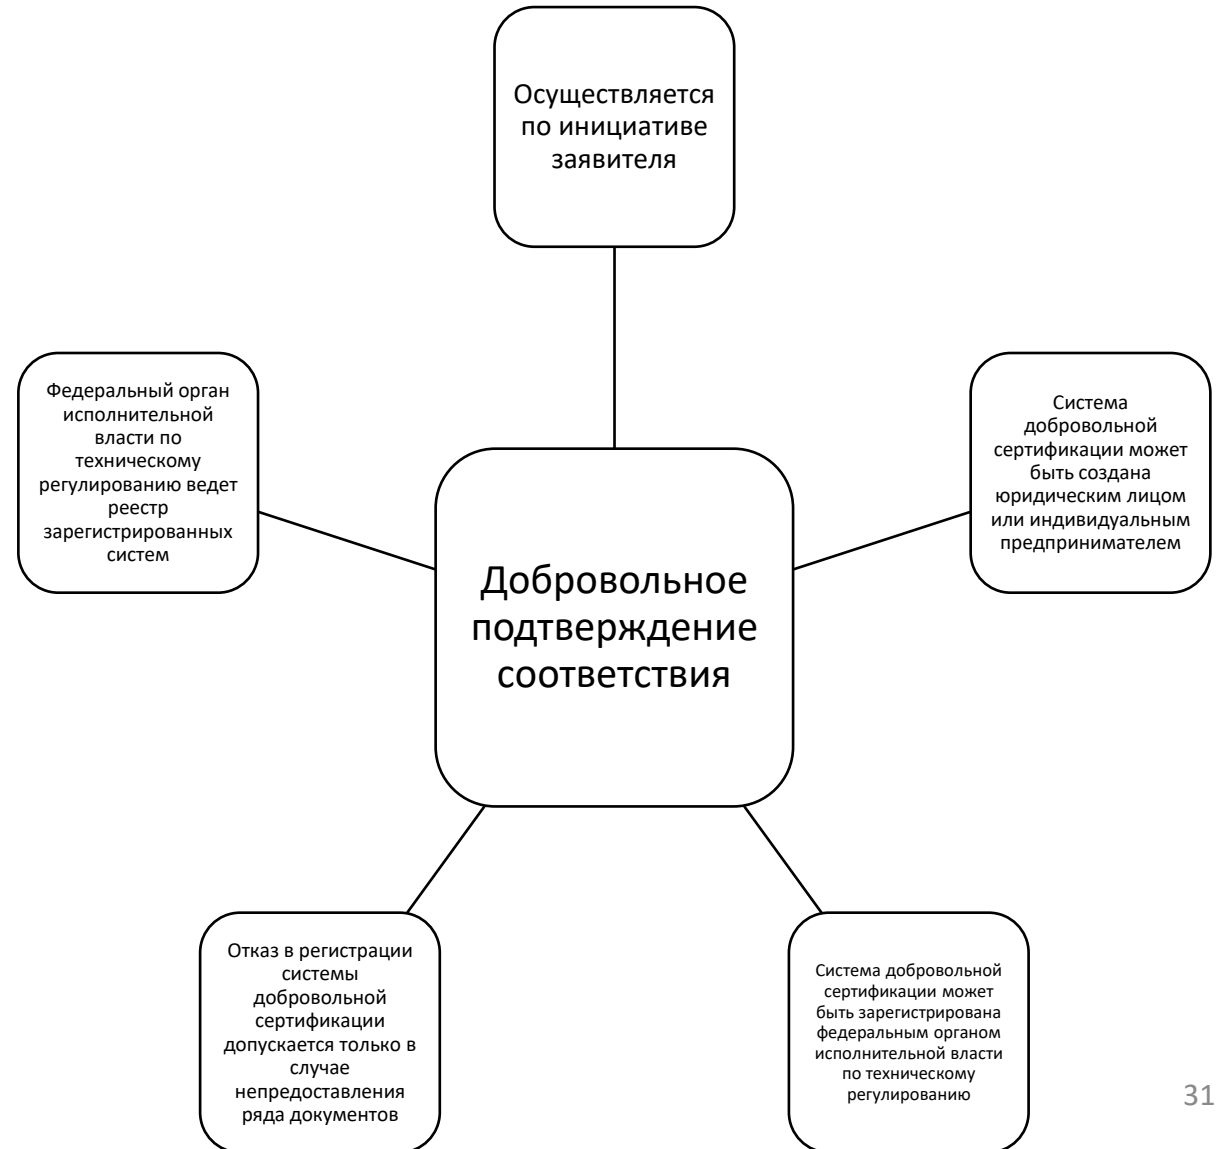 Осуществляется
по инициативе
заявителя
Федеральный орган
исполнительной
власти по
техническому
регулированию ведет
реестр
зарегистрированных
систем
Система
добровольной
сертификации может
быть создана
юридическим лицом
или индивидуальным
предпринимателем
Добровольное
подтверждение
соответствия
Отказ в регистрации
системы
добровольной
сертификации
допускается только в
случае
непредоставления
ряда документов
Система добровольной
сертификации может
быть зарегистрирована
федеральным органом
исполнительной власти
по техническому
регулированию
31